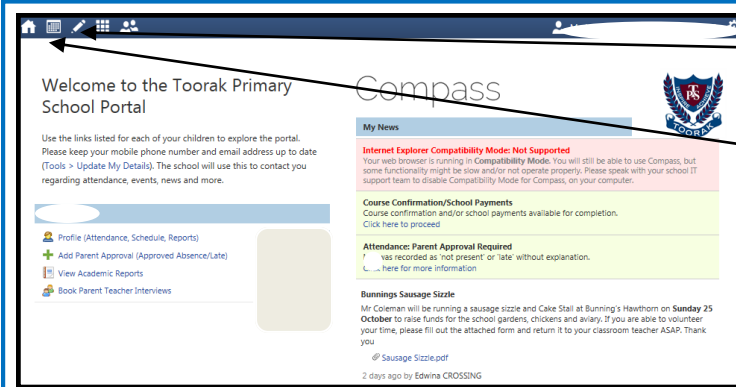 Welcome to the Toorak Primary
School Portal
Use the links listed for each of your children to explore the portal.
Please keep your mobile phone number and email address up to date
(Tools > Update My Details). The school will use this to contact you
regarding attendance, events, news and more.
Profile (Attendance, Schedule, Reports)
Add Parent Approval (Approved Absence/Late)
View Academic Reports
Book Parent Teacher Interviews
Compass
TOORAK
My News
Internet Explorer Compatibility Mode: Not Supported
Your web browser is running in Compatibility Mode. You will still be able to use Compass, but
some functionality might be slow and/or not operate properly. Please speak with your school IT
support team to disable Compatibility Mode for Compass, on your computer.
Course Confirmation/School Payments
Course confirmation and/or school payments available for completion.
Click here to proceed
Attendance: Parent Approval Required
was recorded as 'not present' or 'late' without explanation.
here for more information
Bunnings Sausage Sizzle
Mr Coleman will be running a sausage sizzle and Cake Stall at Bunning's Hawthorn on Sunday 25
October to raise funds for the school gardens, chickens and aviary. If you are able to volunteer
your time, please fill out the attached form and return it to your classroom teacher ASAP. Thank
you
Sausage Sizzle.pdf
2 days ago by Edwina CROSSING